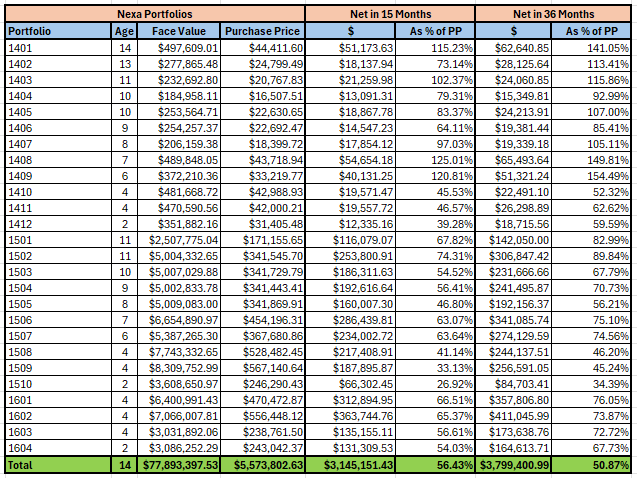 Nexa Portfolios Net in 15 Months Net in 36 Months
Portfolio Age Face Value Purchase Price $ As % of PP $ As % of PP
1401 14 $497,609.01 $44,411.60 $51,173.63 115.23% $62,640.85 141.05%
1402 13 $277,865.48 $24,799.49 $18,137.94 73.14% $28,125.64 113.41%
1403 11 $232,692.80 $20,767.83 $21,259.98 102.37% $24,060.85 115.86%
1404 10 $184,958.11 $16,507.51 $13,091.31 79.31% $15,349.81 92.99%
1405 10 $253,564.71 $22,630.65 $18,867.78 83.37% $24,213.91 107.00%
1406 9 $254,257.37 $22,692.47 $14,547.23 64.11% $19,381.44 85.41%
1407 8 $206,159.38 $18,399.72 $17,854.12 97.03% $19,339.18 105.11%
1408 7 $489,848.05 $43,718.94 $54,654.18 125.01% $65,493.64 149.81%
1409 6 $372,210.36 $33,219.77 $40,131.25 120.81% $51,321.24 154.49%
1410 4 $481,668.72 $42,988.93 $19,571.47 45.53% $22,491.10 52.32%
1411 4 $470,590.56 $42,000.21 $19,557.72 46.57% $26,298.89 62.62%
1412 2 $351,882.16 $31,405.48 $12,335.16 39.28% $18,715.56 59.59%
1501 11 $2,507,775.04 $171,155.65 $116,079.07 67.82% $142,050.00 82.99%
1502 11 $5,004,332.65 $341,545.70 $253,800.91 74.31% $306,847.42 89.84%
1503 10 $5,007,029.88 $341,729.79 $186,311.63 54.52% $231,666.66 67.79%
1504 9 $5,002,833.78 $341,443.41 $192,616.64 56.41% $241,495.87 70.73%
1505 8 $5,009,083.00 $341,869.91 $160,007.30 46.80% $192,156.37 56.21%
1506 7 $6,654,890.97 $454,196.31 $286,439.81 63.07% $341,085.74 75.10%
1507 6 $5,387,265.30 $367,680.86 $234,002.72 63.64% $274,129.59 74.56%
1508 4 $7,743,332.65 $528,482.45 $217,408.91 41.14% $244,137.51 46.20%
1509 4 $8,309,752.99 $567,140.64 $187,895.87 33.13% $256,591.05 45.24%
1510 2 $3,608,650.97 $246,290.43 $66,302.45 26.92% $84,703.41 34.39%
1601 4 $6,400,991.43 $470,472.87 $312,894.95 66.51% $357,806.80 76.05%
1602 4 $7,066,007.81 $556,448.12 $363,744.76 65.37% $411,045.99 73.87%
1603 4 $3,031,892.06 $238,761.50 $135,155.11 56.61% $173,638.76 72.72%
1604 2 $3,086,252.29 $243,042.37 $131,309.53 54.03% $164,613.71 67.73%
Total 14 $77,893,397.53 $5,573,802.63 $3,145,151.43 56.43% $3,799,400.99 50.87%